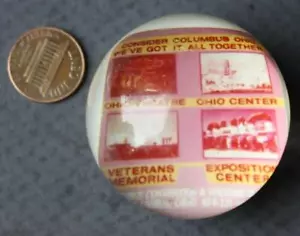 CONSIDER COLUMBUS OHIO
WE'VE GOT IT ALL TOGETHER
OHIO THEATRE
OHIO CENTER
VETERANS
MEMORIAL
EXPOSITION
CENTER